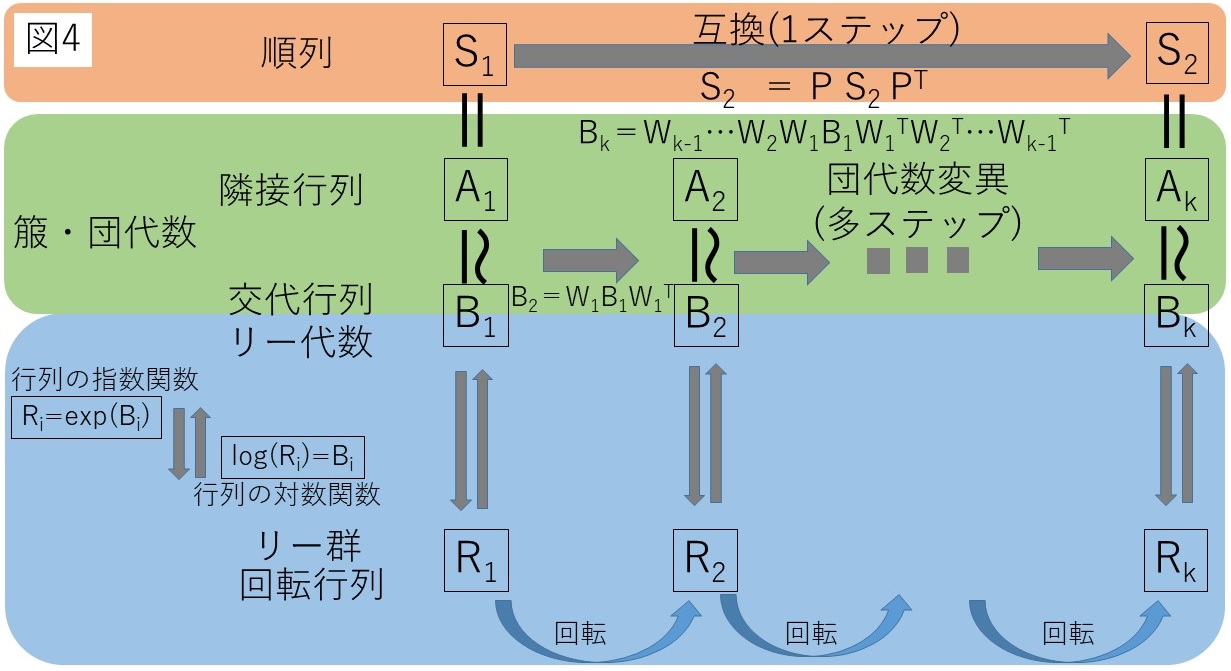 図4
順列
S1
互換(1ステップ)
S2 = P S2 PT
S2
Bk=Wk-1⋯W2W1B1W1TW2T⋯Wk-1T
箙・団代数
隣接行列
A1
A2
団代数変異
(多ステップ)
Ak
交代行列
リー代数
B1
B2=W1B1W1T
B2
Bk
行列の指数関数
Ri=exp(Bi)
log(Ri)=Bi
行列の対数関数
リー群
回転行列
R1
R2
Rk
回転
回転
回転